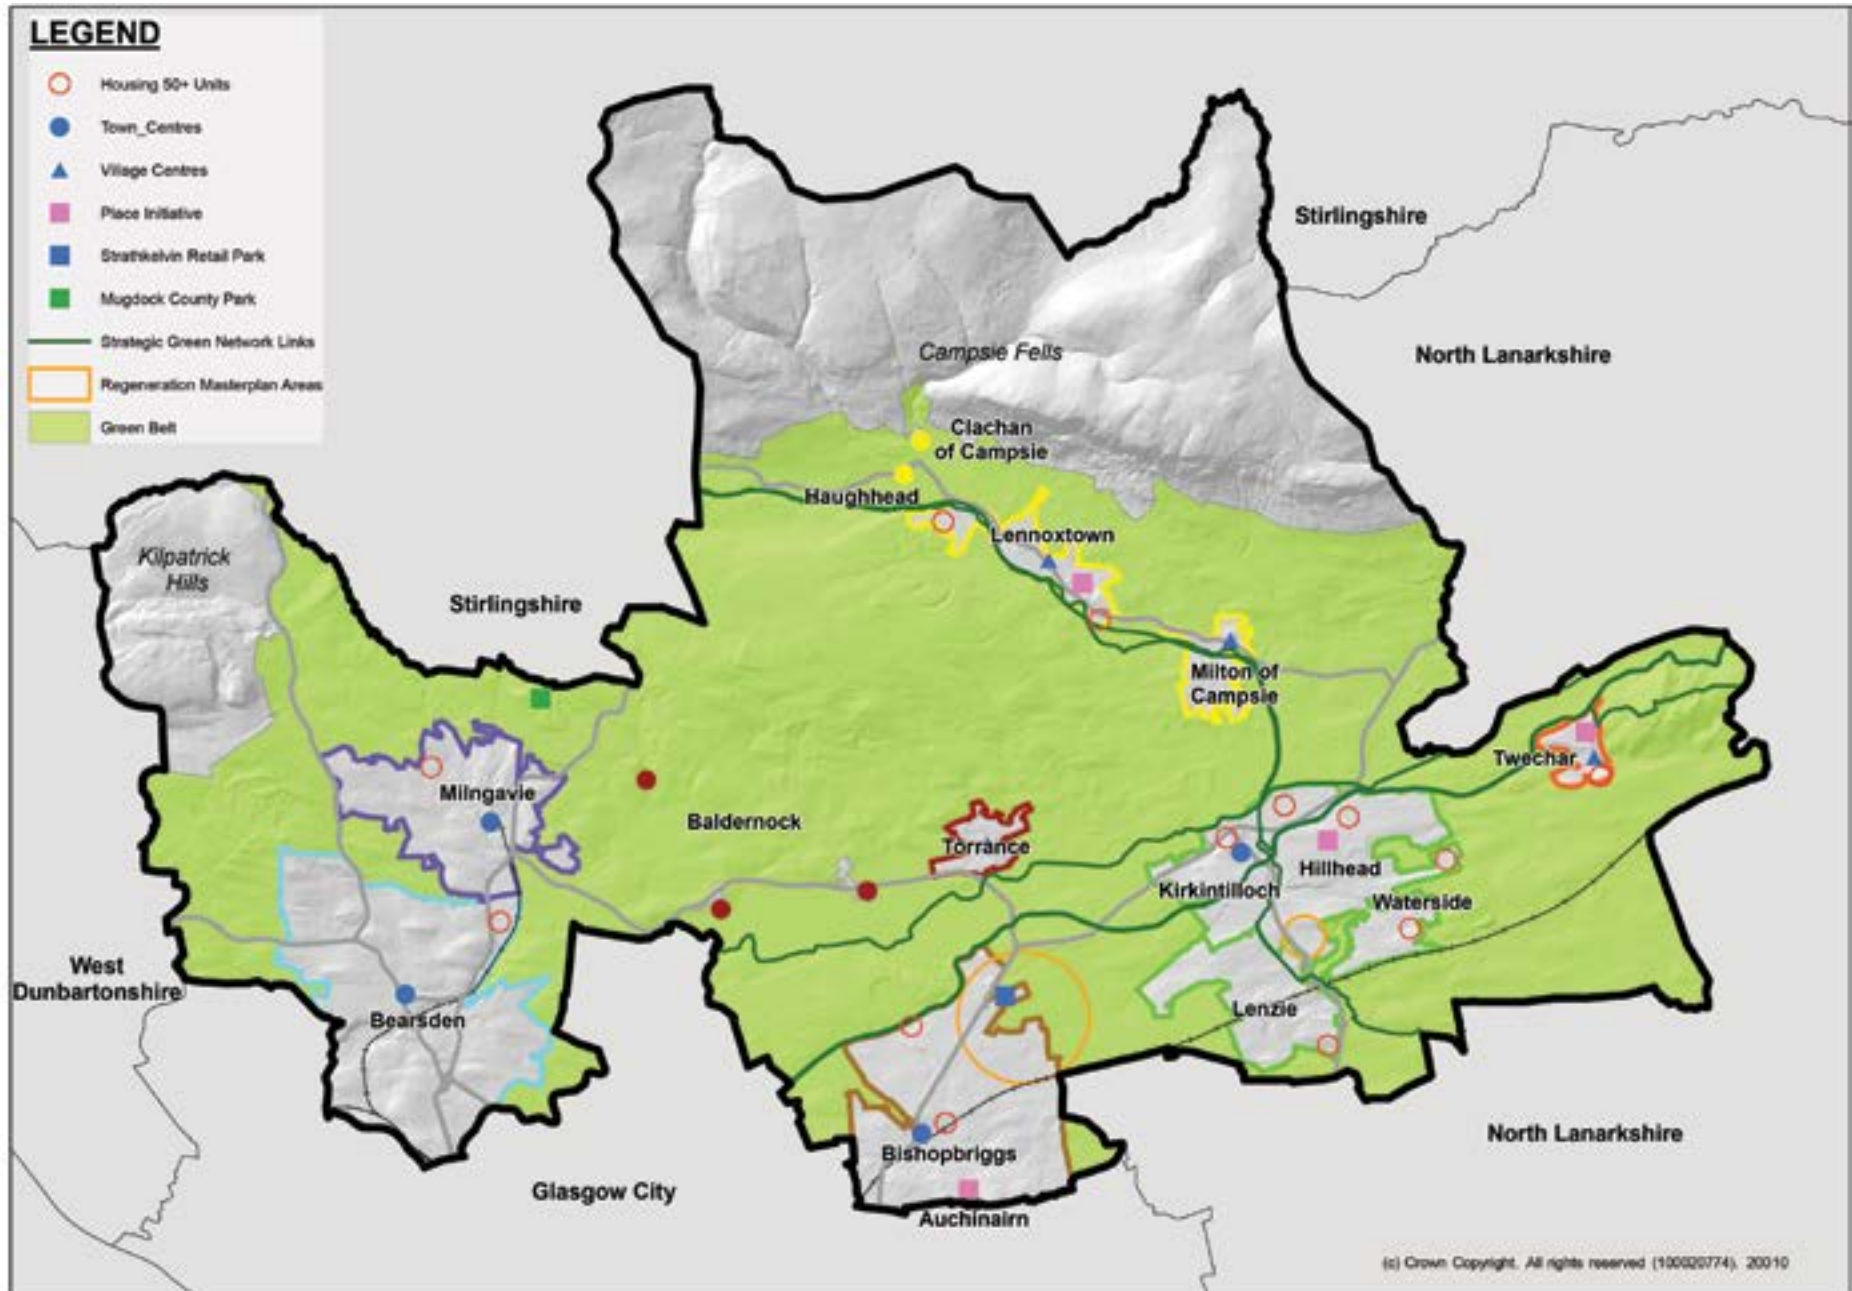 LEGEND
Housing 50+ Units
Town_Centres
Village Centres
Place Initiative
Strathkelvin Retail Park
Mugdock County Park
Strategic Green Network Links
Regeneration Masterplan Areas
Green Belt
Stirlingshire
North Lanarkshire
Campsie Fells
Clachan
of Campsie
Haughhead
Lennoxtown
Kilpatrick
Hills
Stirlingshire
Milton of
Campsie
Twechar
Milngavie
Baldernock
Torrance
Hillhead
Kirkintilloch
Waterside
West
Dunbartonshire
Bearsden
Lenzie
Bishopbriggs
North Lanarkshire
Glasgow City
Auchinairn
(c) Crown Copyright. All rights reserved (100020774). 20010